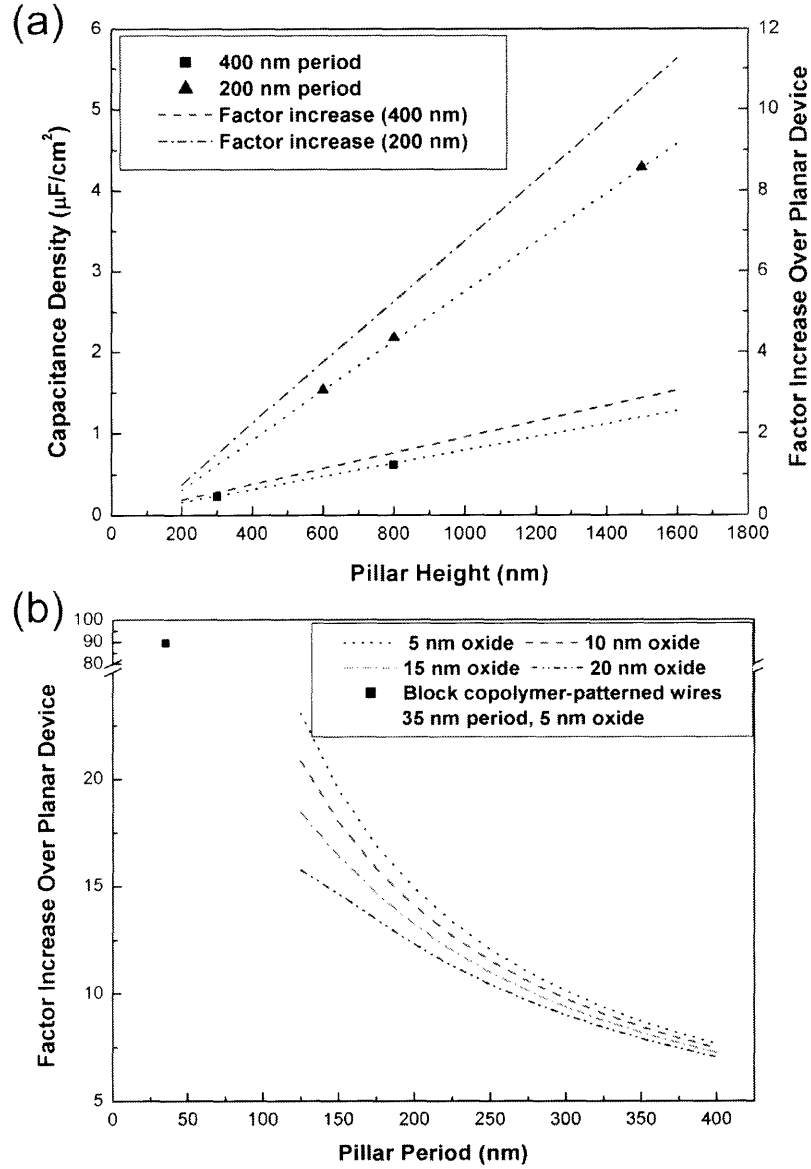 (a)
6
5
4
3
2
1
0
12
10
8
6
4
2
0
400 nm period
200 nm period
Factor increase (400 nm)
Factor increase (200 nm)
Capacitance Density (μF/cm²)
Factor Increase Over Planar Device
0 200 400 600 800 1000 1200 1400 1600 1800
Pillar Height (nm)
(b)
100
90
80
20
15
10
5
5 nm oxide 10 nm oxide
15 nm oxide 20 nm oxide
Block copolymer-patterned wires
35 nm period, 5 nm oxide
Factor Increase Over Planar Device
0 50 100 150 200 250 300 350 400
Pillar Period (nm)